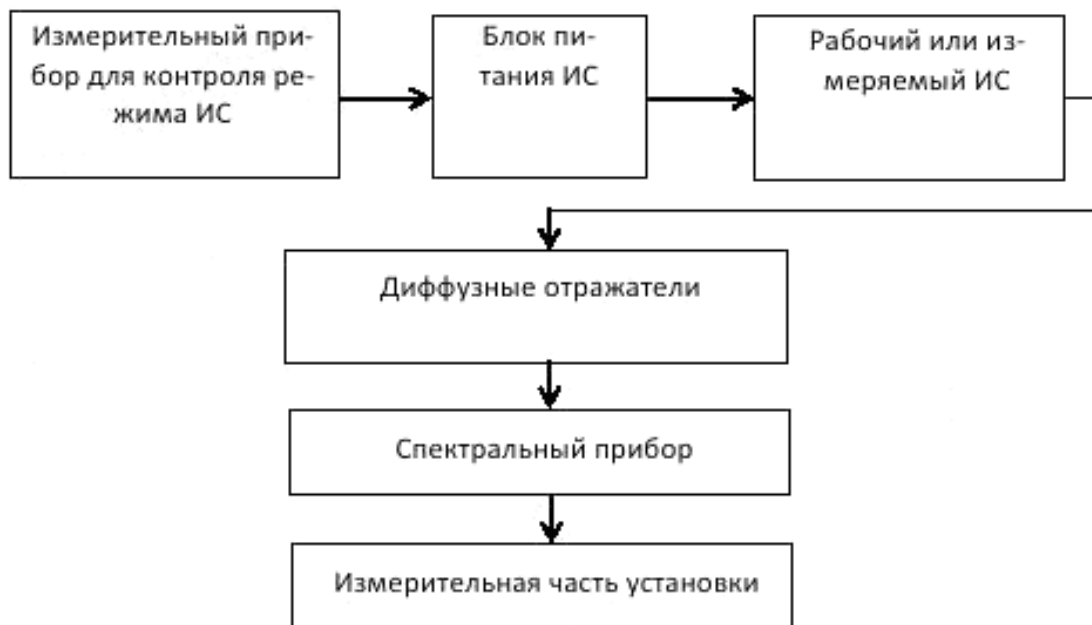 Измерительный при-
бор для контроля ре-
жима ИС
Блок пи-
тания ИС
Рабочий или из-
меряемый ИС
Диффузные отражатели
Спектральный прибор
Измерительная часть установки